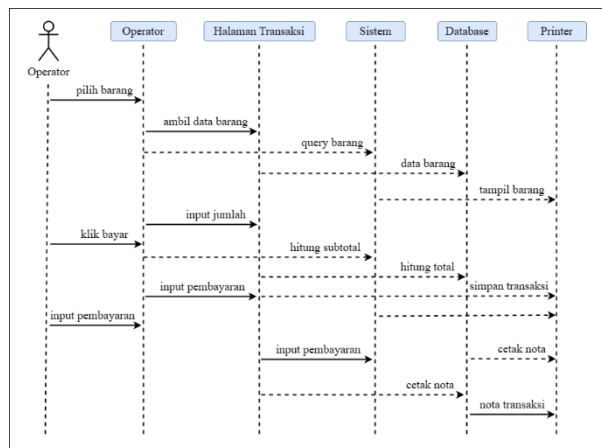 Operator
Halaman Transaksi
Sistem
Database
Printer
Operator
pilih barang
ambil data barang
query barang
data barang
tampil barang
input jumlah
klik bayar
hitung subtotal
hitung total
input pembayaran
simpan transaksi
input pembayaran
input pembayaran
cetak nota
cetak nota
nota transaksi